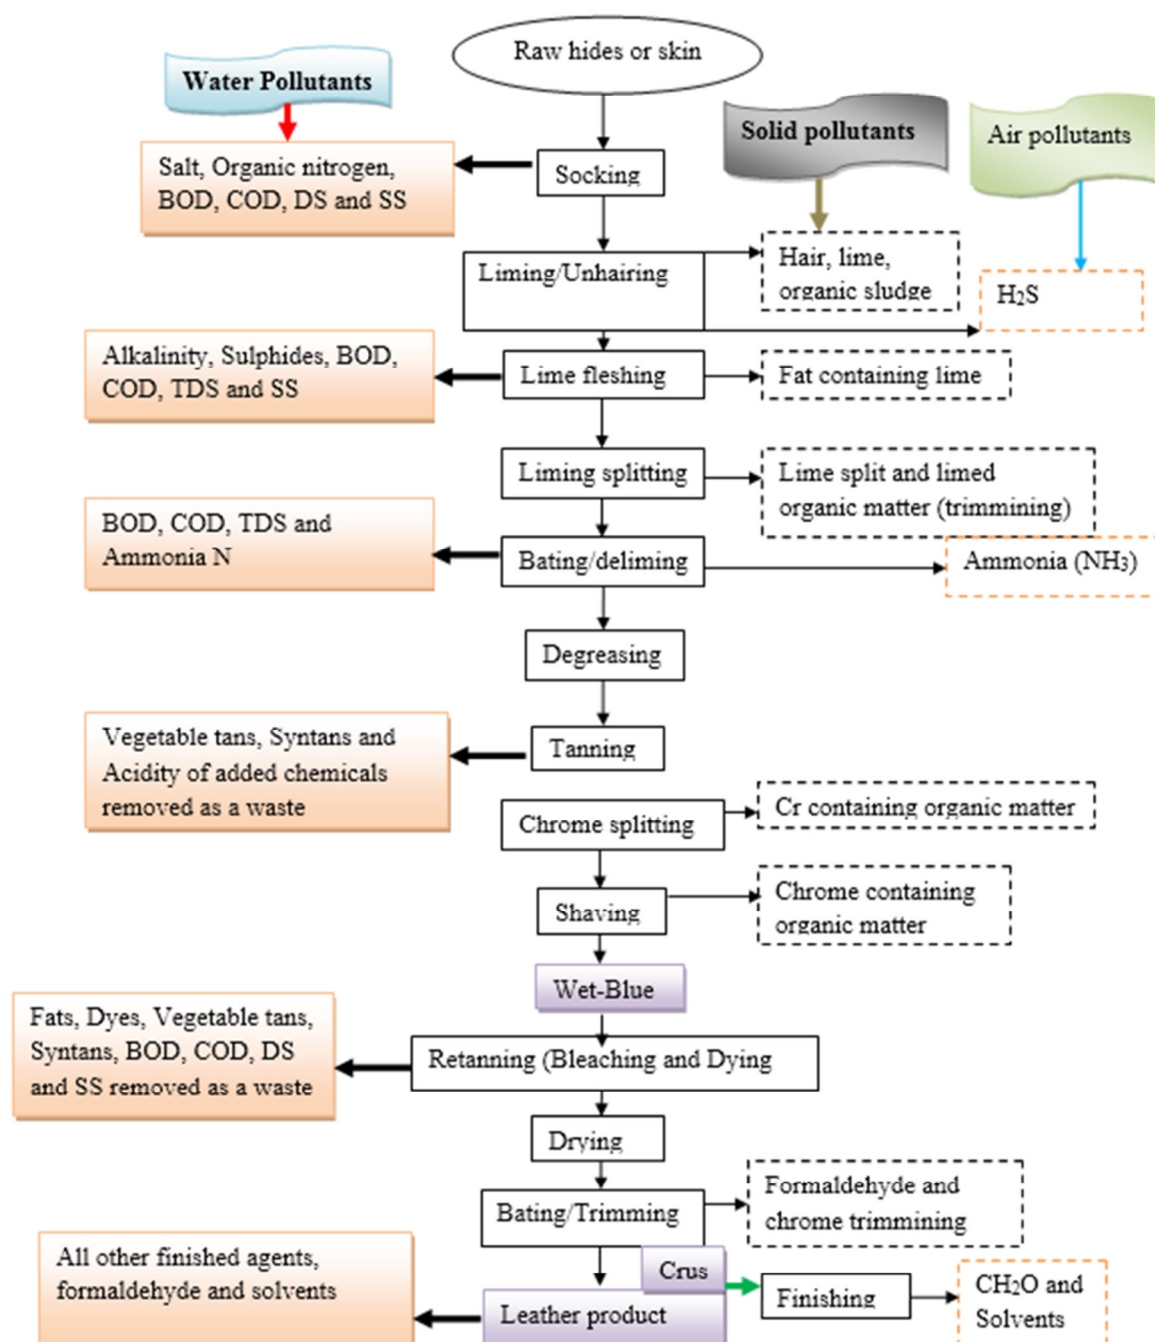 Raw hides or skin
Water Pollutants
Solid pollutants
Air pollutants
Salt, Organic nitrogen,
BOD, COD, DS and SS
Socking
Liming/Unhairing
Hair, lime,
organic sludge
H₂S
Alkalinity, Sulphides, BOD,
COD, TDS and SS
Lime fleshing
Fat containing lime
Liming splitting
Lime split and limed
organic matter (trimmining)
BOD, COD, TDS and
Ammonia N
Bating/deliming
Ammonia (NH₃)
Degreasing
Vegetable tans, Syntans and
Acidity of added chemicals
removed as a waste
Tanning
Chrome splitting
Cr containing organic matter
Shaving
Chrome containing
organic matter
Wet-Blue
Fats, Dyes, Vegetable tans,
Syntans, BOD, COD, DS
and SS removed as a waste
Retanning (Bleaching and Dying
Drying
Bating/Trimming
Formaldehyde and
chrome trimmining
All other finished agents,
formaldehyde and solvents
Crus
Leather product
Finishing
CH₂O and
Solvents